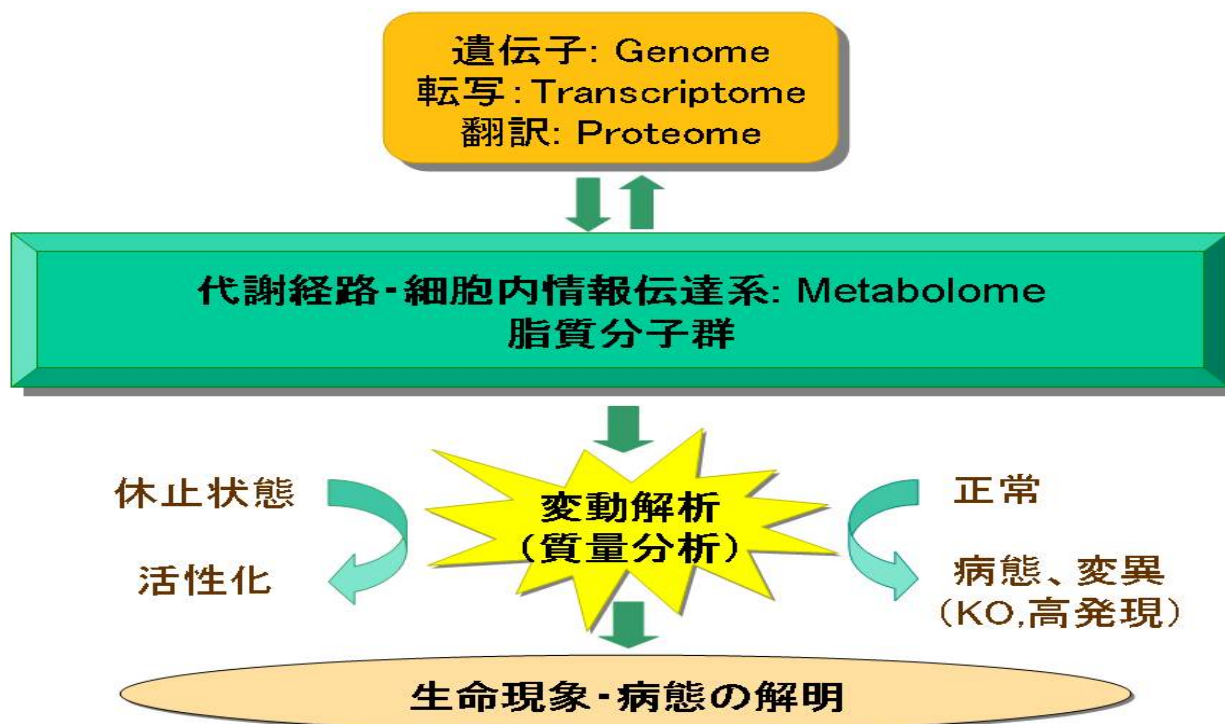 遺伝子: Genome
転写: Transcriptome
翻訳: Proteome
代謝経路・細胞内情報伝達系: Metabolome
脂質分子群
休止状態
活性化
変動解析
(質量分析)
正常
病態、変異
(KO,高発現)
生命現象・病態の解明